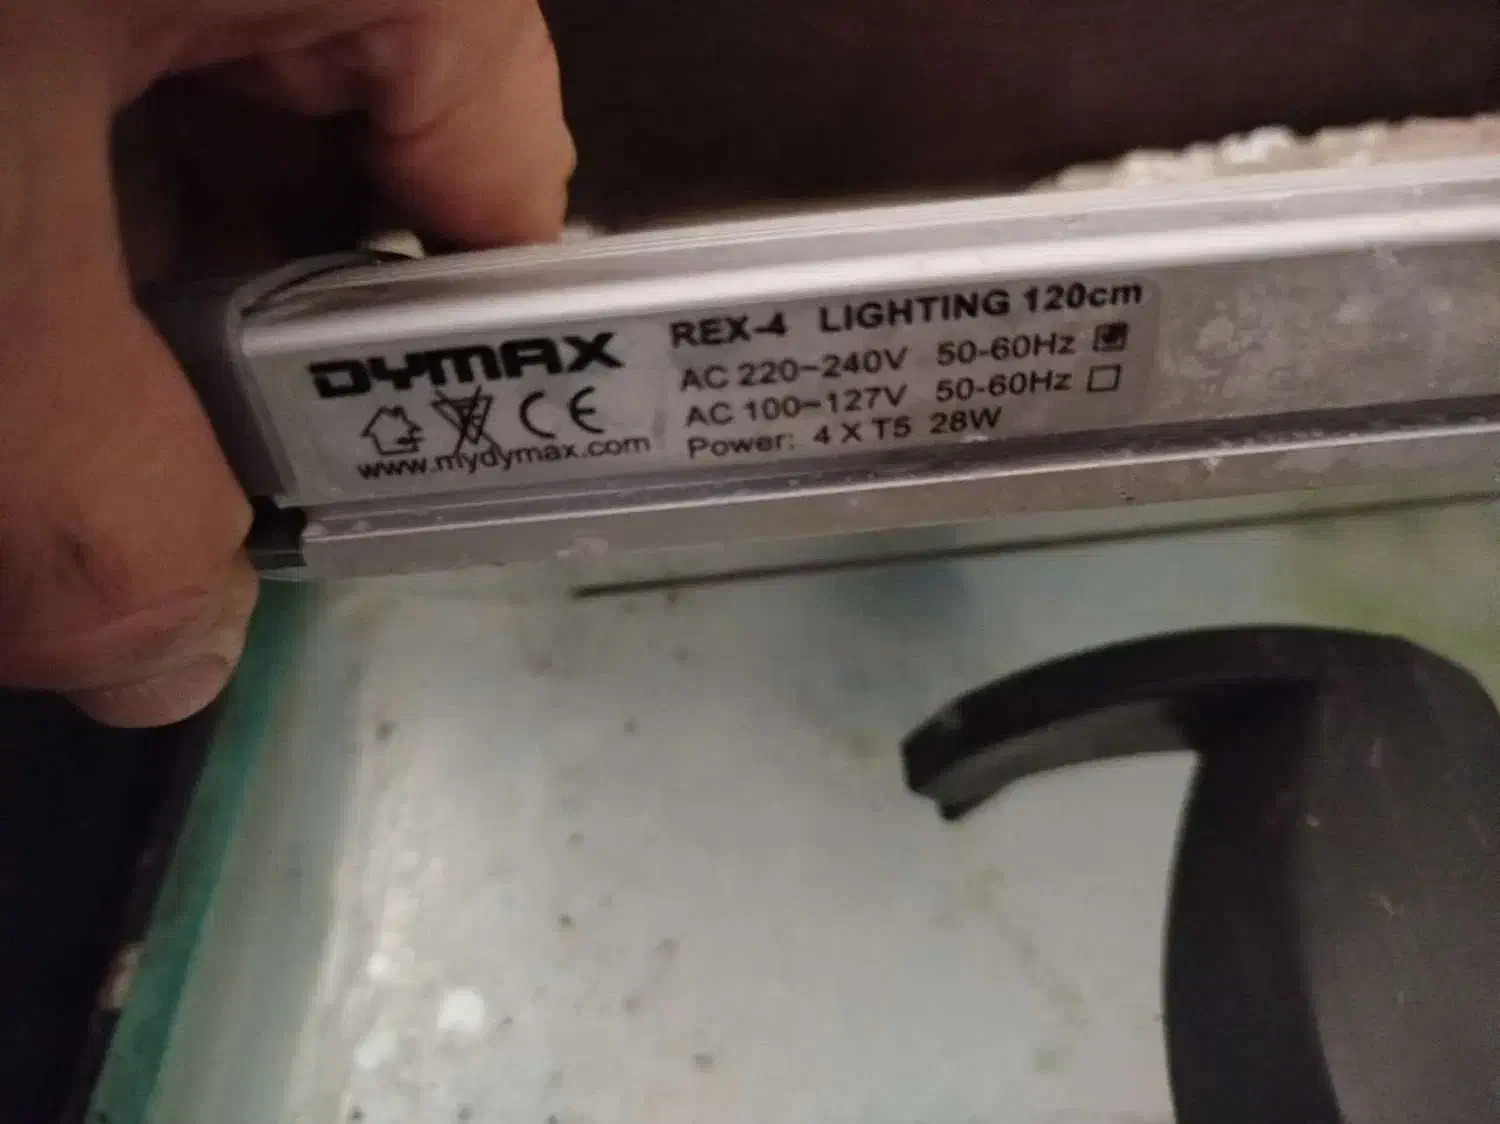 DYMAX
CE
www.mydymax.com
REX-4 LIGHTING 120cm
AC 220~240V 50-60Hz
AC 100~127V 50-60Hz
Power: 4 X T5 28W